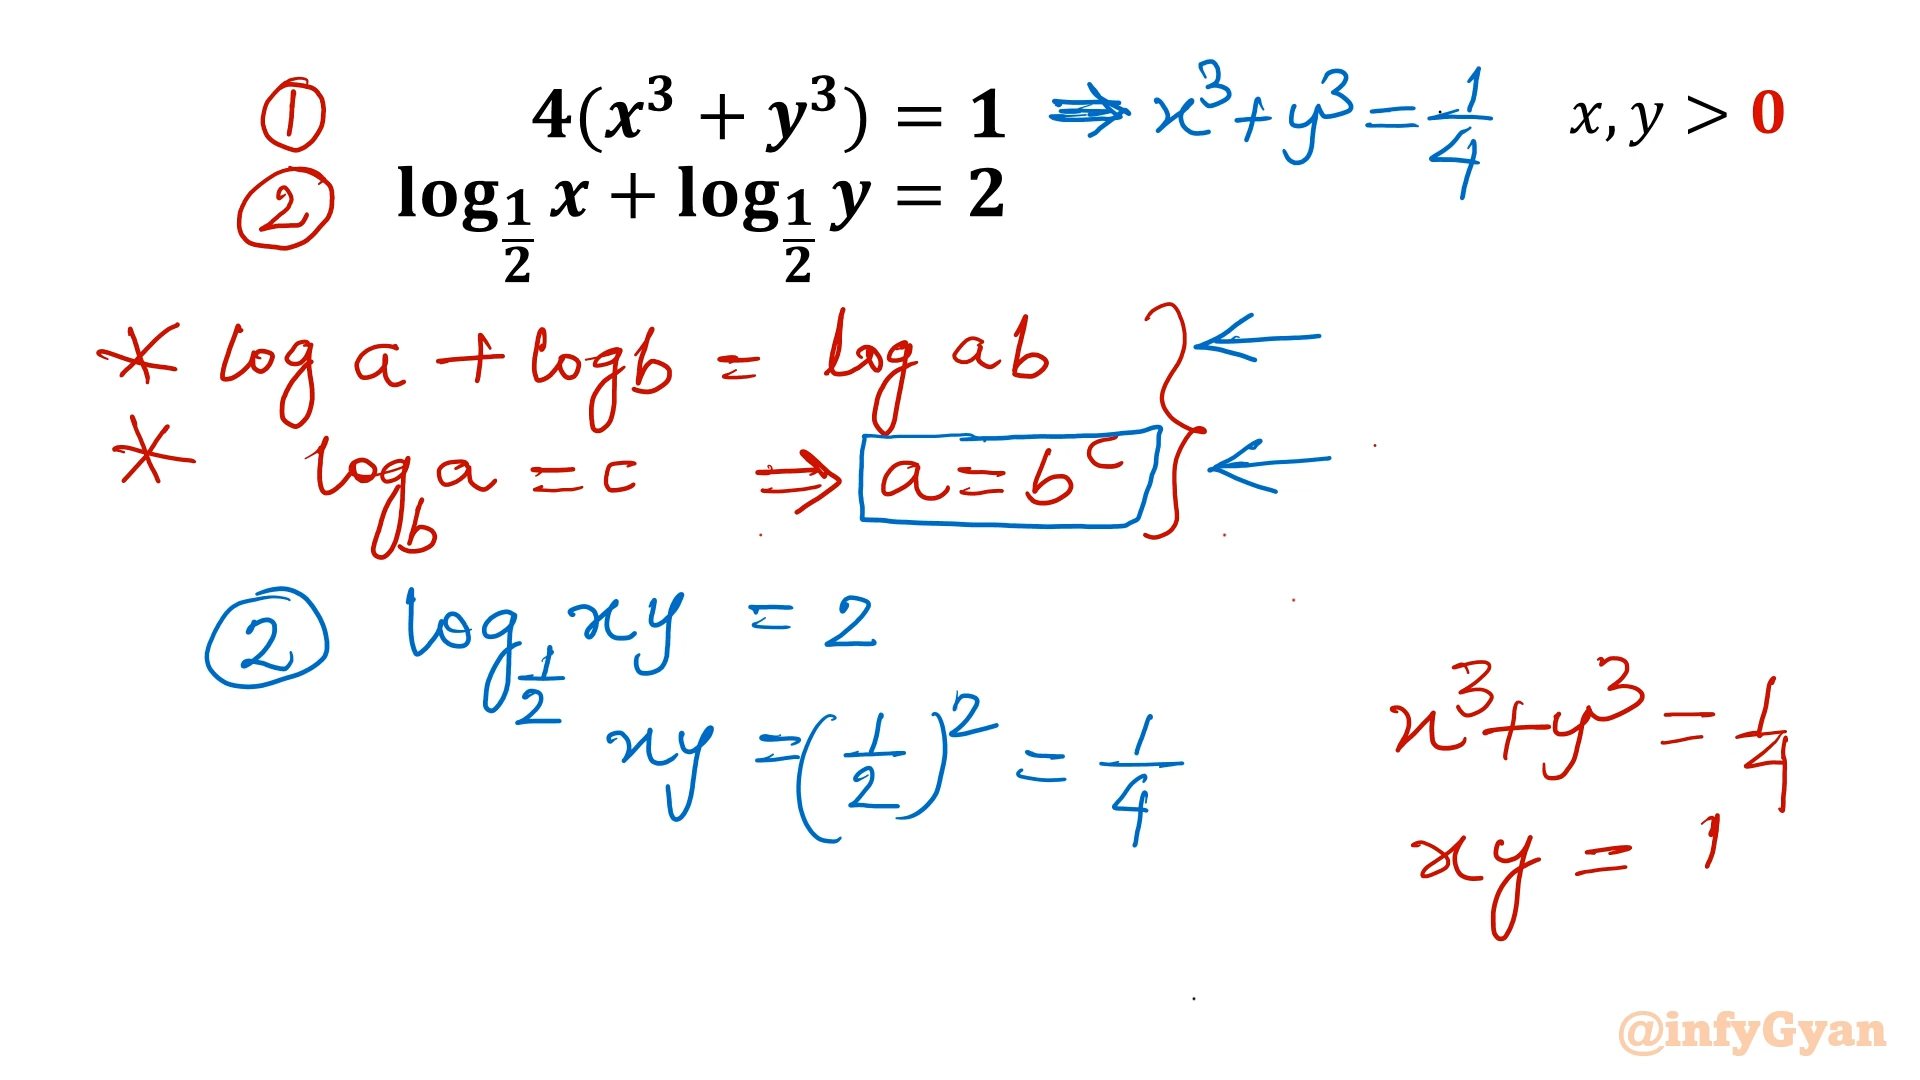 ① 4(x³ + y³) = 1 ⇒ x³ + y³ = 1/4 x, y > 0
② log_{1/2} x + log_{1/2} y = 2
* log a + log b = log ab ←
* log_b a = c ⇒ a = b^c ←
② log_{1/2} xy = 2
xy = (1/2)² = 1/4
x³ + y³ = 1/4
xy = 1
@infyGyan